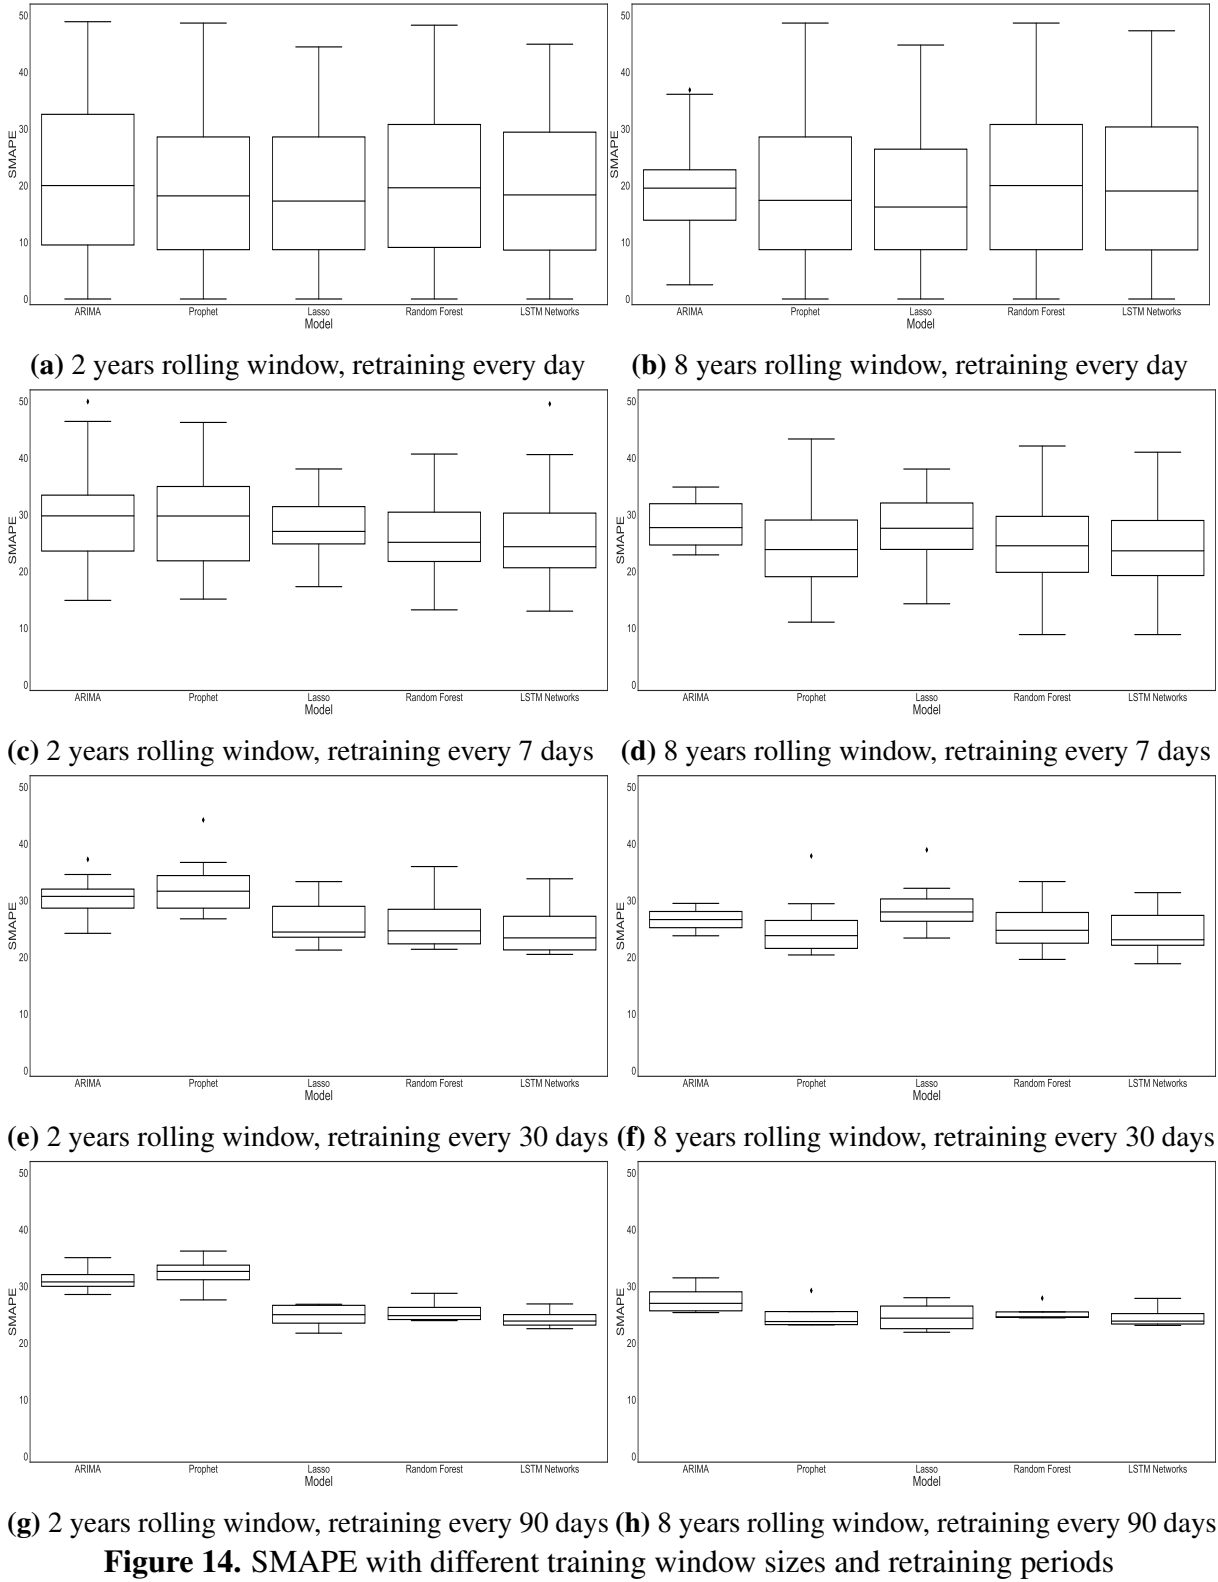 50
40
30
20
10
0
SMAPE
ARIMA Prophet Lasso Random Forest LSTM Networks
Model
50
40
30
20
10
0
SMAPE
ARIMA Prophet Lasso Random Forest LSTM Networks
Model
(a) 2 years rolling window, retraining every day
(b) 8 years rolling window, retraining every day
50
40
30
20
10
0
SMAPE
ARIMA Prophet Lasso Random Forest LSTM Networks
Model
50
40
30
20
10
0
SMAPE
ARIMA Prophet Lasso Random Forest LSTM Networks
Model
(c) 2 years rolling window, retraining every 7 days
(d) 8 years rolling window, retraining every 7 days
50
40
30
20
10
0
SMAPE
ARIMA Prophet Lasso Random Forest LSTM Networks
Model
50
40
30
20
10
0
SMAPE
ARIMA Prophet Lasso Random Forest LSTM Networks
Model
(e) 2 years rolling window, retraining every 30 days
(f) 8 years rolling window, retraining every 30 days
50
40
30
20
10
0
SMAPE
ARIMA Prophet Lasso Random Forest LSTM Networks
Model
50
40
30
20
10
0
SMAPE
ARIMA Prophet Lasso Random Forest LSTM Networks
Model
(g) 2 years rolling window, retraining every 90 days
(h) 8 years rolling window, retraining every 90 days
Figure 14. SMAPE with different training window sizes and retraining periods